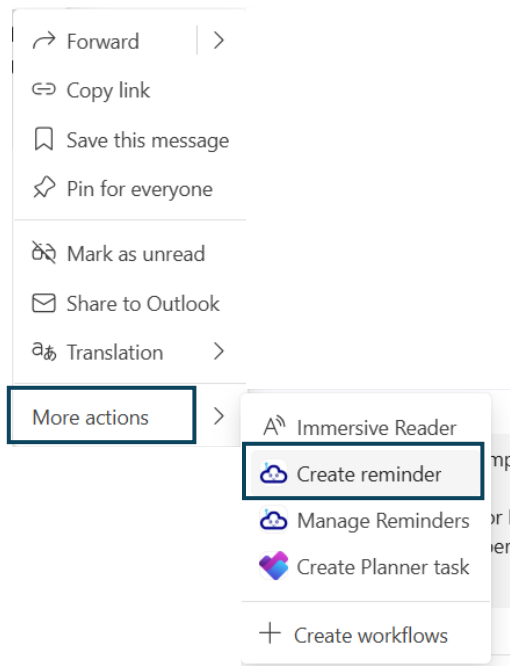 Forward
Copy link
Save this message
Pin for everyone
Mark as unread
Share to Outlook
Translation
More actions
Immersive Reader
Create reminder
Manage Reminders
Create Planner task
Create workflows